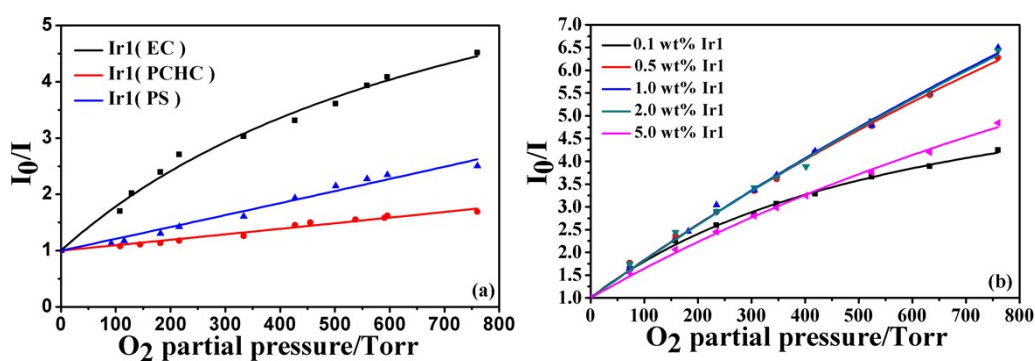 5
4
3
2
1
I0/I
Ir1( EC )
Ir1( PCHC )
Ir1( PS )
(a)
0 100 200 300 400 500 600 700 800
O2 partial pressure/Torr
7.0
6.5
6.0
5.5
5.0
4.5
4.0
3.5
3.0
2.5
2.0
1.5
1.0
I0/I
0.1 wt% Ir1
0.5 wt% Ir1
1.0 wt% Ir1
2.0 wt% Ir1
5.0 wt% Ir1
(b)
0 100 200 300 400 500 600 700 800
O2 partial pressure/Torr